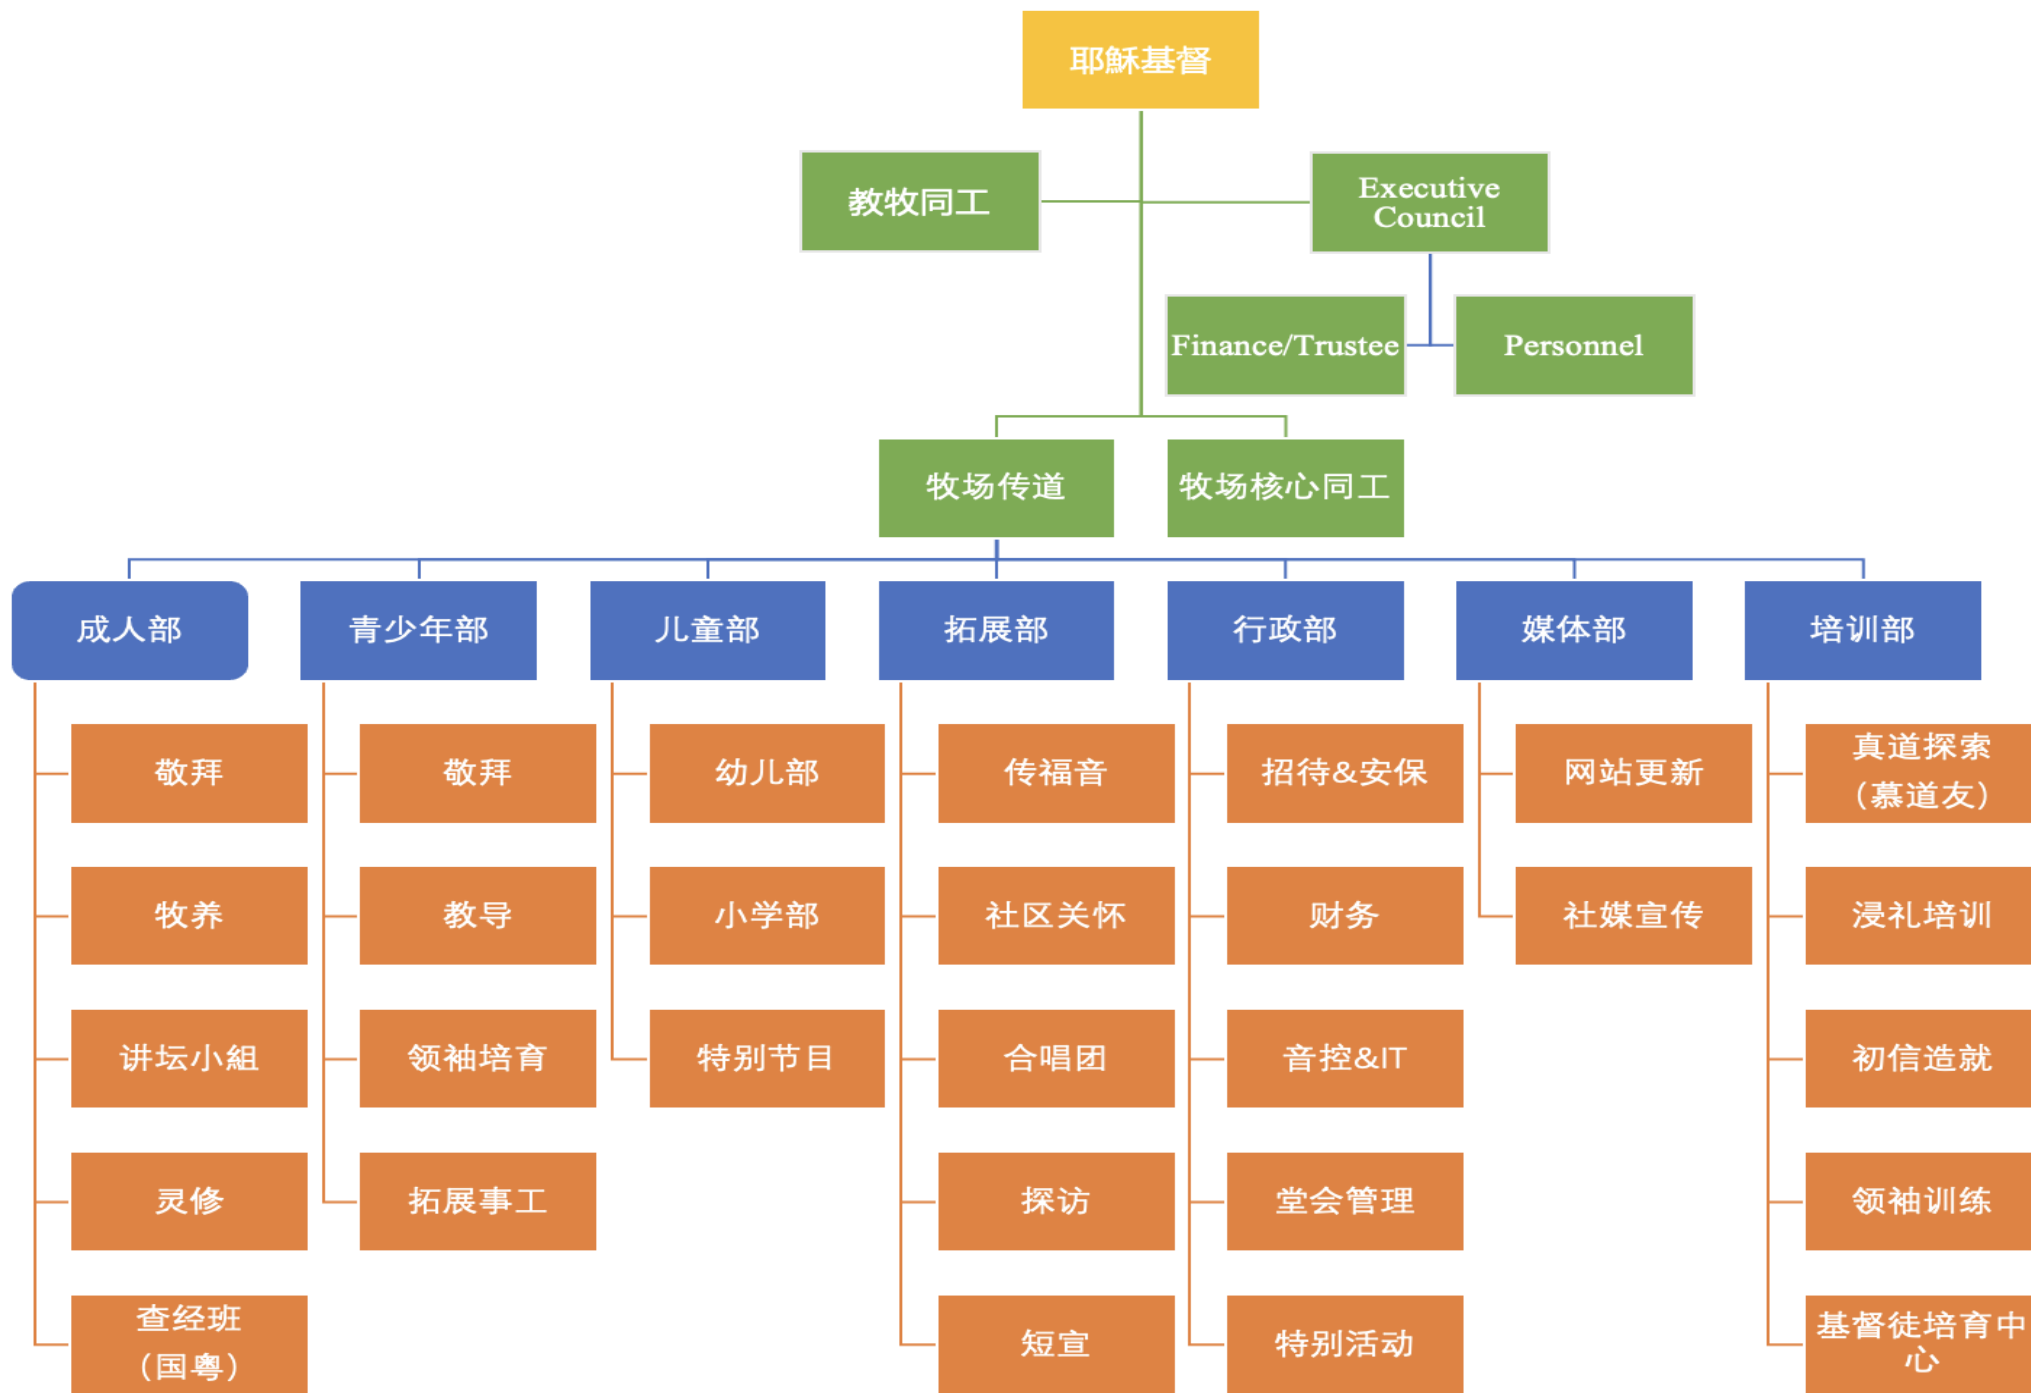 耶稣基督
教牧同工
Executive
Council
Finance/Trustee
Personnel
牧场传道
牧场核心同工
成人部
青少年部
儿童部
拓展部
行政部
媒体部
培训部
敬拜
敬拜
幼儿部
传福音
招待&安保
网站更新
真道探索
（慕道友）
牧养
教导
小学部
社区关怀
财务
社媒宣传
浸礼培训
讲坛小組
领袖培育
特别节目
合唱团
音控&IT
初信造就
灵修
拓展事工
探访
堂会管理
领袖训练
查经班
（国粤）
短宣
特别活动
基督徒培育中
心